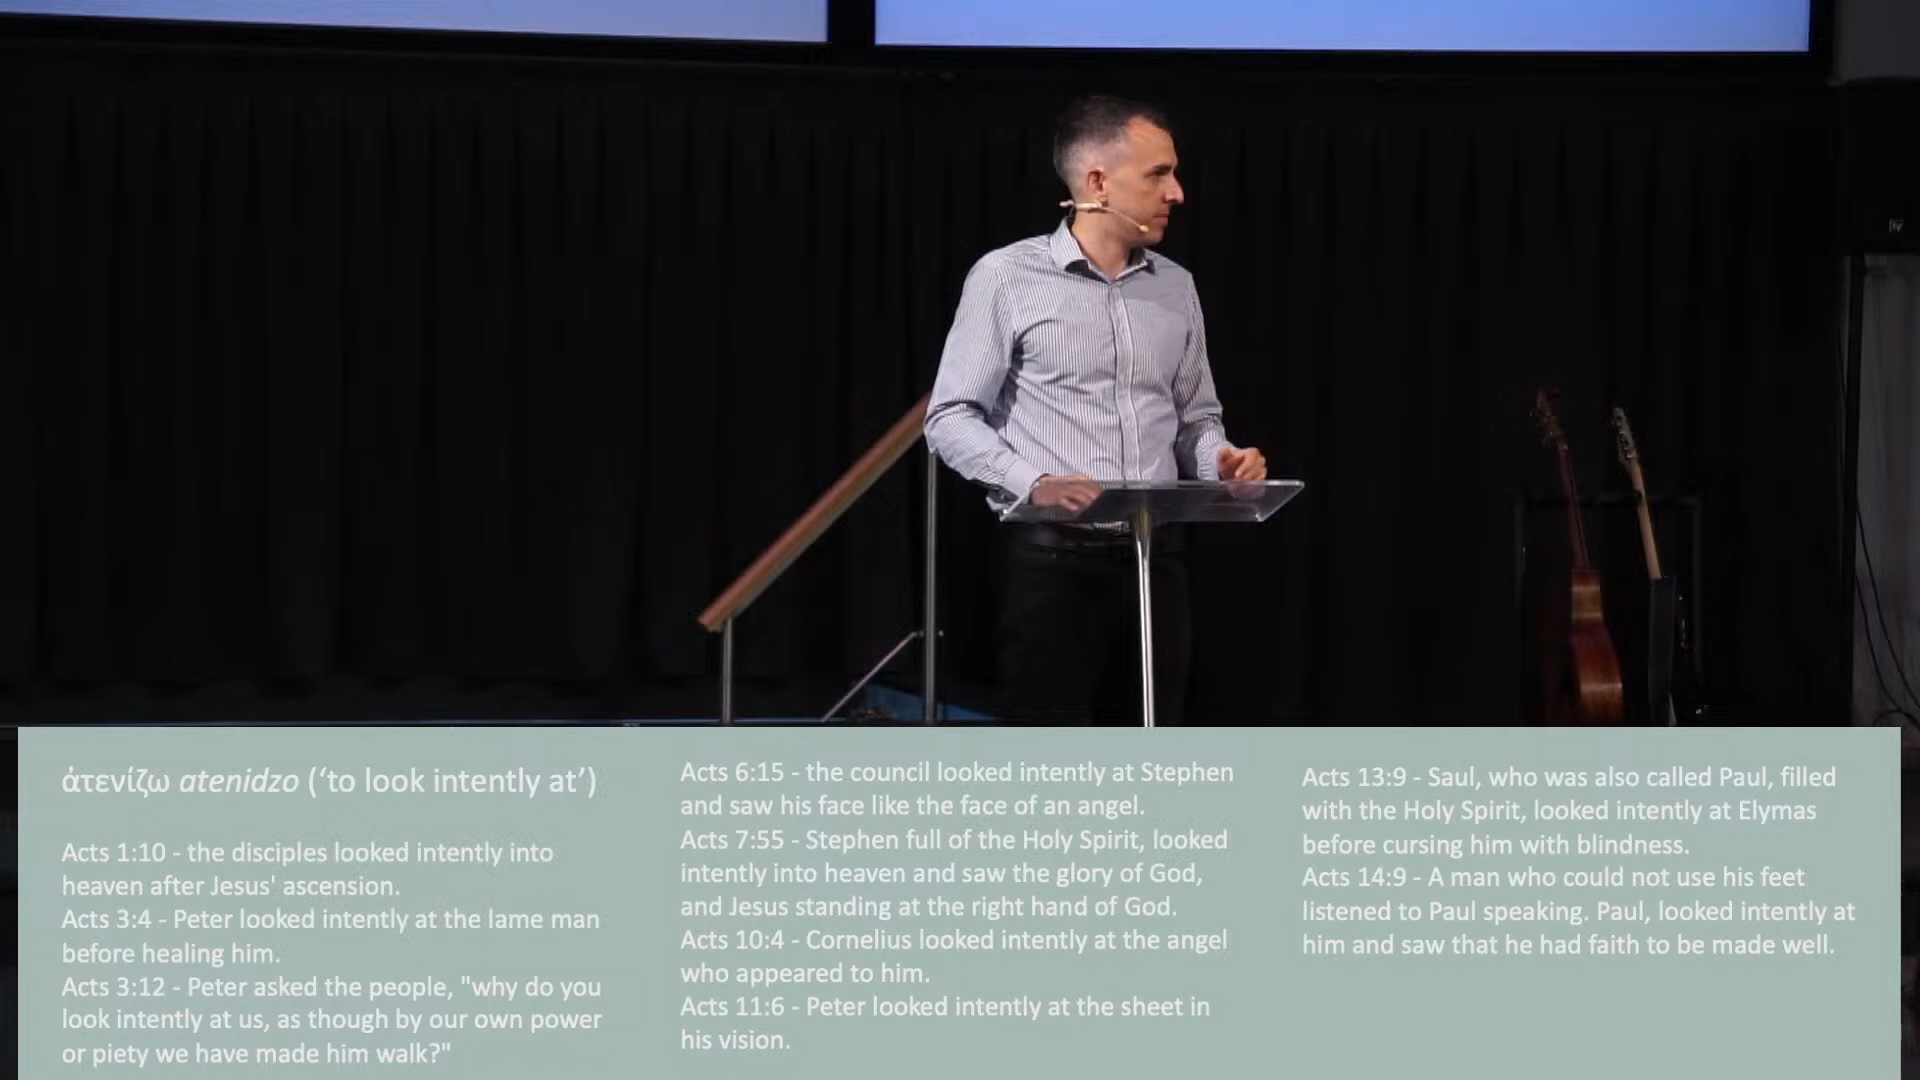 ἀτενίζω atenidzo (‘to look intently at’)
Acts 1:10 - the disciples looked intently into
heaven after Jesus' ascension.
Acts 3:4 - Peter looked intently at the lame man
before healing him.
Acts 3:12 - Peter asked the people, "why do you
look intently at us, as though by our own power
or piety we have made him walk?"
Acts 6:15 - the council looked intently at Stephen
and saw his face like the face of an angel.
Acts 7:55 - Stephen full of the Holy Spirit, looked
intently into heaven and saw the glory of God,
and Jesus standing at the right hand of God.
Acts 10:4 - Cornelius looked intently at the angel
who appeared to him.
Acts 11:6 - Peter looked intently at the sheet in
his vision.
Acts 13:9 - Saul, who was also called Paul, filled
with the Holy Spirit, looked intently at Elymas
before cursing him with blindness.
Acts 14:9 - A man who could not use his feet
listened to Paul speaking. Paul, looked intently at
him and saw that he had faith to be made well.